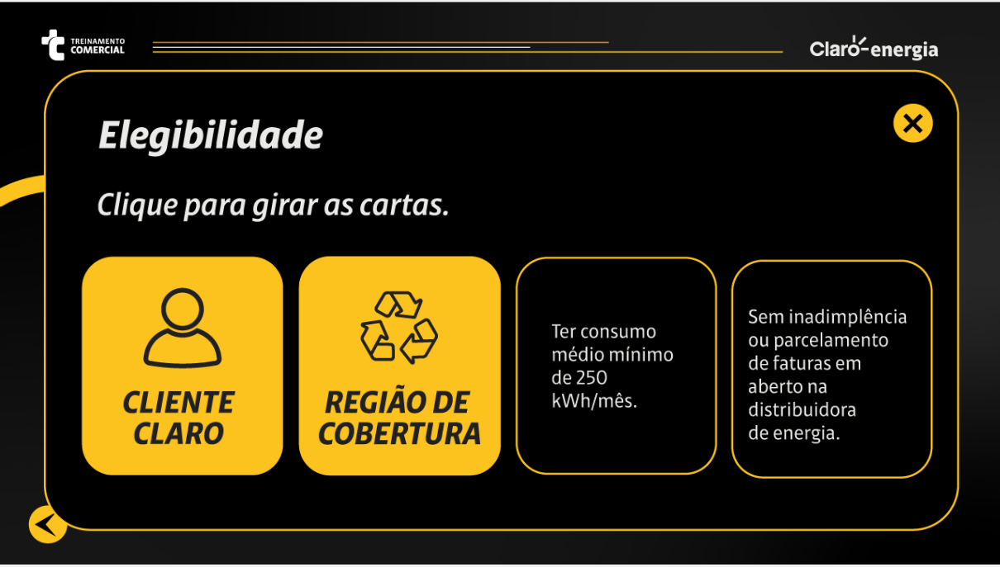 TREINAMENTO
COMERCIAL
Claro-energia
Elegibilidade
Clique para girar as cartas.
CLIENTE
CLARO
REGIÃO DE
COBERTURA
Ter consumo
médio mínimo
de 250
kWh/mês.
Sem inadimplência
ou parcelamento
de faturas em
aberto na
distribuidora
de energia.